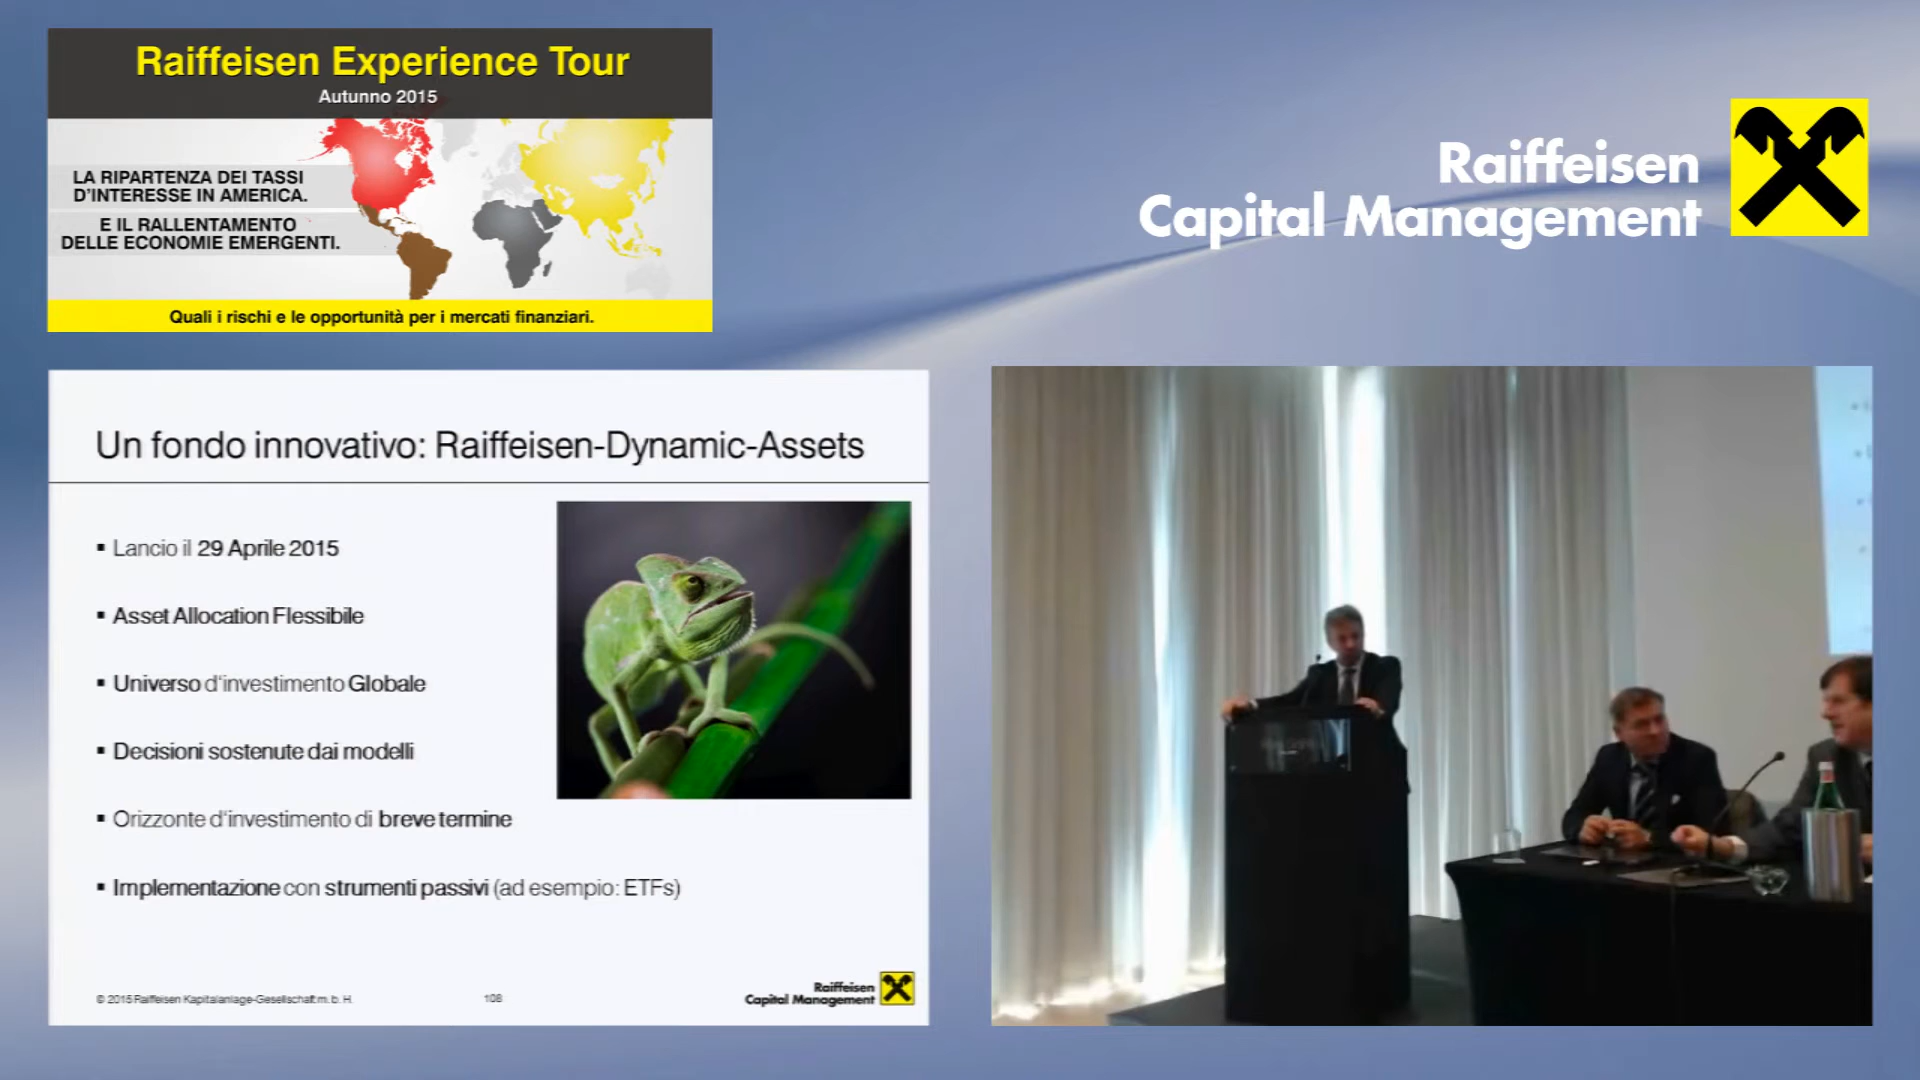 Raiffeisen Experience Tour
Autunno 2015
LA RIPARTENZA DEI TASSI
D'INTERESSE IN AMERICA.
E IL RALLENTAMENTO
DELLE ECONOMIE EMERGENTI.
Quali i rischi e le opportunità per i mercati finanziari.
Raiffeisen
Capital Management
Un fondo innovativo: Raiffeisen-Dynamic-Assets
▪ Lancio il 29 Aprile 2015
▪ Asset Allocation Flessibile
▪ Universo d'investimento Globale
▪ Decisioni sostenute dai modelli
▪ Orizzonte d'investimento di breve termine
▪ Implementazione con strumenti passivi (ad esempio: ETFs)
© 2015 Raiffeisen Kapitalanlage-Gesellschaft m. b. H.
108
Raiffeisen
Capital Management